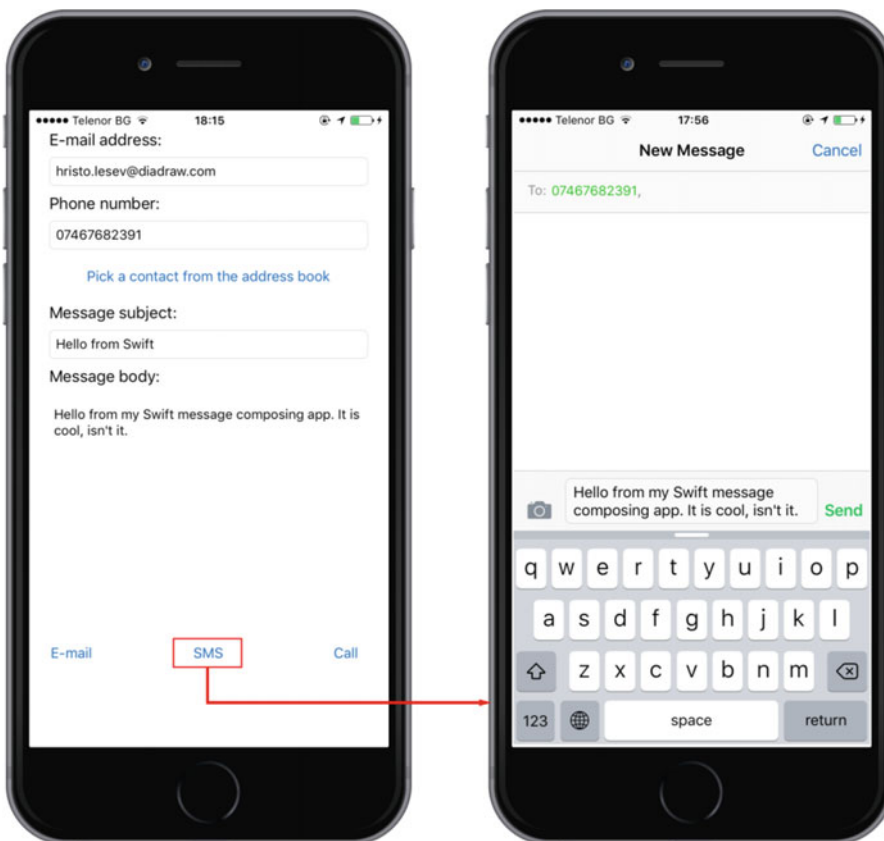 Telenor BG
18:15
E-mail address:
hristo.lesev@diadraw.com
Phone number:
07467682391
Pick a contact from the address book
Message subject:
Hello from Swift
Message body:
Hello from my Swift message composing app. It is
cool, isn't it.
E-mail
SMS
Call
Telenor BG
17:56
New Message
Cancel
To: 07467682391,
Hello from my Swift message
composing app. It is cool, isn't it.
Send
q w e r t y u i o p
a s d f g h j k l
z x c v b n m
123
space
return